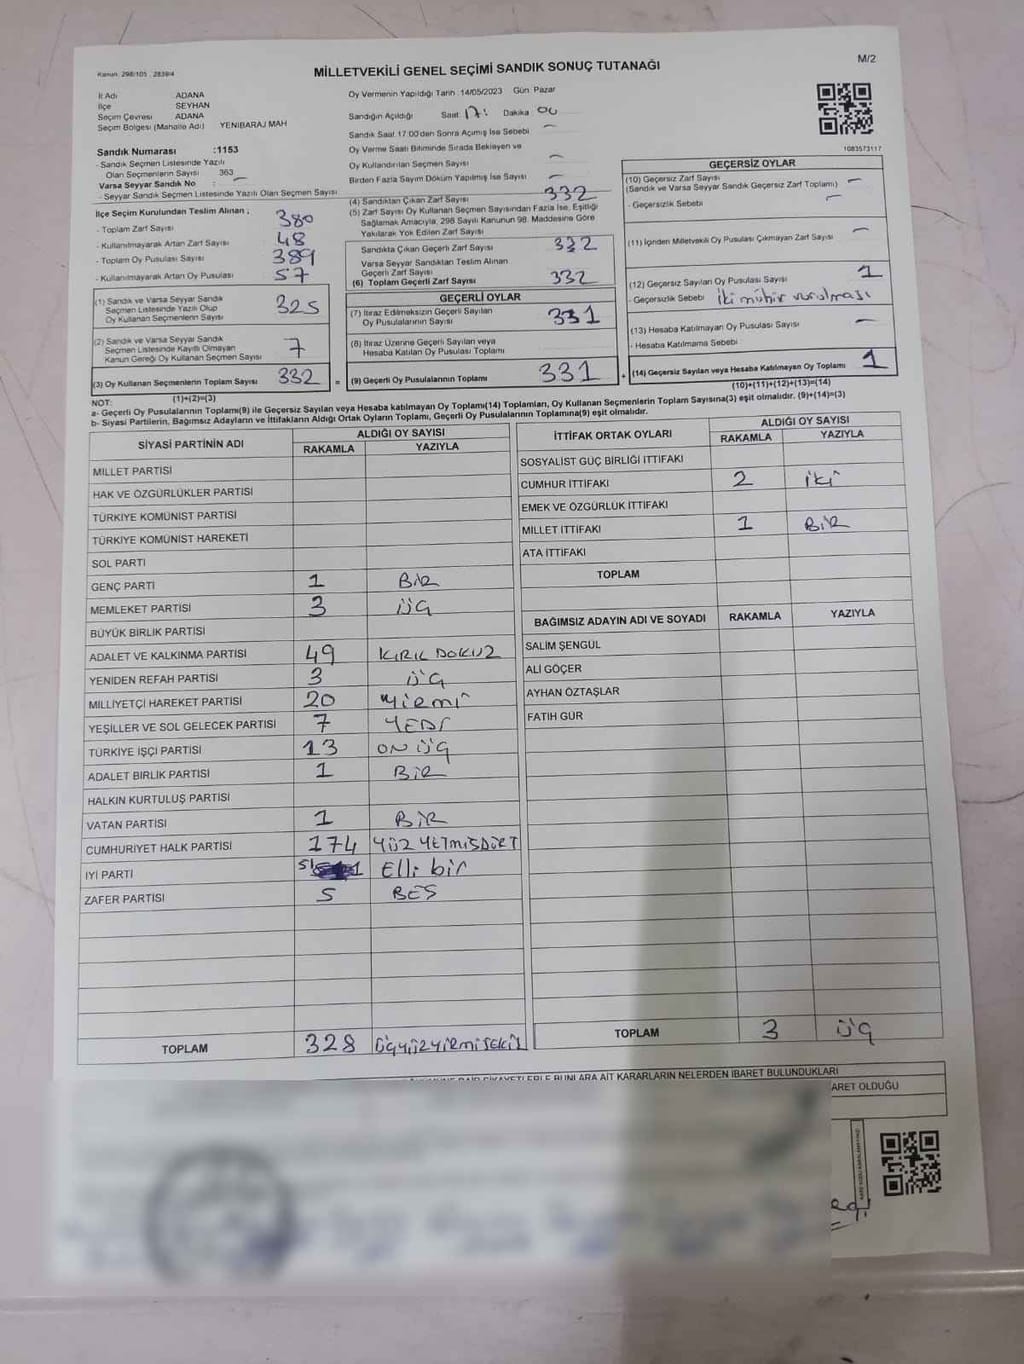 Kanun: 298/105 , 2839/4
MİLLETVEKİLİ GENEL SEÇİMİ SANDIK SONUÇ TUTANAĞI
M/2
İl Adı ADANA
İlçe SEYHAN
Seçim Çevresi ADANA
Seçim Bölgesi (Mahalle Adı) YENİBARAJ MAH
Sandık Numarası :1153
- Sandık Seçmen Listesinde Yazılı
Olan Seçmenlerin Sayısı 363
Varsa Seyyar Sandık No : –
- Seyyar Sandık Seçmen Listesinde Yazılı Olan Seçmen Sayısı
İlçe Seçim Kurulundan Teslim Alınan ;
- Toplam Zarf Sayısı 380
- Kullanılmayarak Artan Zarf Sayısı 48
- Toplam Oy Pusulası Sayısı 389
- Kullanılmayarak Artan Oy Pusulası 57
(1) Sandık ve Varsa Seyyar Sandık
Seçmen Listesinde Yazılı Olup
Oy Kullanan Seçmenlerin Sayısı 325
(2) Sandık ve Varsa Seyyar Sandık
Seçmen Listesinde Kayıtlı Olmayan
Kanun Gereği Oy Kullanan Seçmen Sayısı 7
(3) Oy Kullanan Seçmenlerin Toplam Sayısı 332 =
(1)+(2)=(3)
Oy Vermenin Yapıldığı Tarih :14/05/2023 Gün Pazar
Sandığın Açıldığı Saat 17: Dakika 00
Sandık Saat 17:00'den Sonra Açımış İse Sebebi –
Oy Verme Saati Bitiminde Sırada Bekleyen ve
Oy Kullandırılan Seçmen Sayısı –
Birden Fazla Sayım Döküm Yapılmış İse Sayısı –
(4) Sandıktan Çıkan Zarf Sayısı 332
(5) Zarf Sayısı Oy Kullanan Seçmen Sayısından Fazla İse, Eşitliği
Sağlamak Amacıyla, 298 Sayılı Kanunun 98. Maddesine Göre
Yakılarak Yok Edilen Zarf Sayısı
Sandıkta Çıkan Geçerli Zarf Sayısı 332
Varsa Seyyar Sandıktan Teslim Alınan
Geçerli Zarf Sayısı
(6) Toplam Geçerli Zarf Sayısı 332
GEÇERLİ OYLAR
(7) İtiraz Edilmeksizin Geçerli Sayılan
Oy Pusulalarının Sayısı 331
(8) İtiraz Üzerine Geçerli Sayılan veya
Hesaba Katılan Oy Pusulası Toplamı
(9) Geçerli Oy Pusulalarının Toplamı 331 +
1083573117
GEÇERSİZ OYLAR
(10) Geçersiz Zarf Sayısı –
(Sandık ve Varsa Seyyar Sandık Geçersiz Zarf Toplamı)
- Geçersizlik Sebebi –
(11) İçinden Milletvekili Oy Pusulası Çıkmayan Zarf Sayısı –
(12) Geçersiz Sayılan Oy Pusulası Sayısı 1
- Geçersizlik Sebebi İki mühür vurulması
(13) Hesaba Katılmayan Oy Pusulası Sayısı –
- Hesaba Katılmama Sebebi
(14) Geçersiz Sayılan veya Hesaba Katılmayan Oy Toplamı 1
(10)+(11)+(12)+(13)=(14)
NOT:
a- Geçerli Oy Pusulalarının Toplamı(9) ile Geçersiz Sayılan veya Hesaba katılmayan Oy Toplamı(14) Toplamları, Oy Kullanan Seçmenlerin Toplam Sayısına(3) eşit olmalıdır. (9)+(14)=(3)
b- Siyasi Partilerin, Bağımsız Adayların ve İttifakların Aldığı Ortak Oyların Toplamı, Geçerli Oy Pusulalarının Toplamına(9) eşit olmalıdır.
SİYASİ PARTİNİN ADI ALDIĞI OY SAYISI
RAKAMLA YAZIYLA
MİLLET PARTİSİ
HAK VE ÖZGÜRLÜKLER PARTİSİ
TÜRKİYE KOMÜNİST PARTİSİ
TÜRKİYE KOMÜNİST HAREKETİ
SOL PARTİ
GENÇ PARTİ 1 BİR
MEMLEKET PARTİSİ 3 ÜÇ
BÜYÜK BİRLİK PARTİSİ
ADALET VE KALKINMA PARTİSİ 49 KIRK DOKUZ
YENİDEN REFAH PARTİSİ 3 ÜÇ
MİLLİYETÇİ HAREKET PARTİSİ 20 Yirmi
YEŞİLLER VE SOL GELECEK PARTİSİ 7 YEDİ
TÜRKİYE İŞÇİ PARTİSİ 13 ON ÜÇ
ADALET BİRLİK PARTİSİ 1 BİR
HALKIN KURTULUŞ PARTİSİ
VATAN PARTİSİ 1 BİR
CUMHURİYET HALK PARTİSİ 174 YÜZ YETMİŞDÖRT
İYİ PARTİ 51 Elli bir
ZAFER PARTİSİ 5 BEŞ
TOPLAM 328 ÜÇYÜZYİRMİSEKİZ
İTTİFAK ORTAK OYLARI ALDIĞI OY SAYISI
RAKAMLA YAZIYLA
SOSYALİST GÜÇ BİRLİĞİ İTTİFAKI
CUMHUR İTTİFAKI 2 İKİ
EMEK VE ÖZGÜRLÜK İTTİFAKI
MİLLET İTTİFAKI 1 BİR
ATA İTTİFAKI
TOPLAM
BAĞIMSIZ ADAYIN ADI VE SOYADI RAKAMLA YAZIYLA
SALİM ŞENGÜL
ALİ GÖÇER
AYHAN ÖZTAŞLAR
FATİH GÜR
TOPLAM 3 ÜÇ
ŞİKAYETLERLE BUNLARA AİT KARARLARIN NELERDEN İBARET BULUNDUKLARI
ARET OLDUĞU